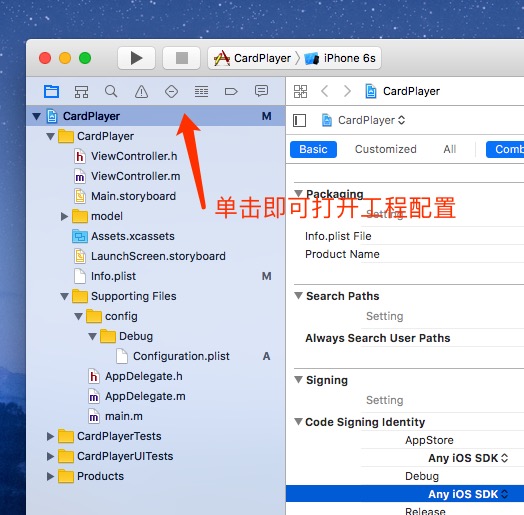 CardPlayer iPhone 6s
CardPlayer
CardPlayer M
CardPlayer
CardPlayer
h ViewController.h
Basic Customized All Comb
m ViewController.m
Main.storyboard
Packaging
model
单击即可打开工程配置
Setting
Assets.xcassets
Info.plist File
LaunchScreen.storyboard
Product Name
Info.plist M
Supporting Files
Search Paths
config
Setting
Debug
Always Search User Paths
Configuration.plist A
h AppDelegate.h
Signing
m AppDelegate.m
Setting
m main.m
Code Signing Identity
CardPlayerTests
AppStore
CardPlayerUITests
Any iOS SDK
Products
Debug
Any iOS SDK
Release